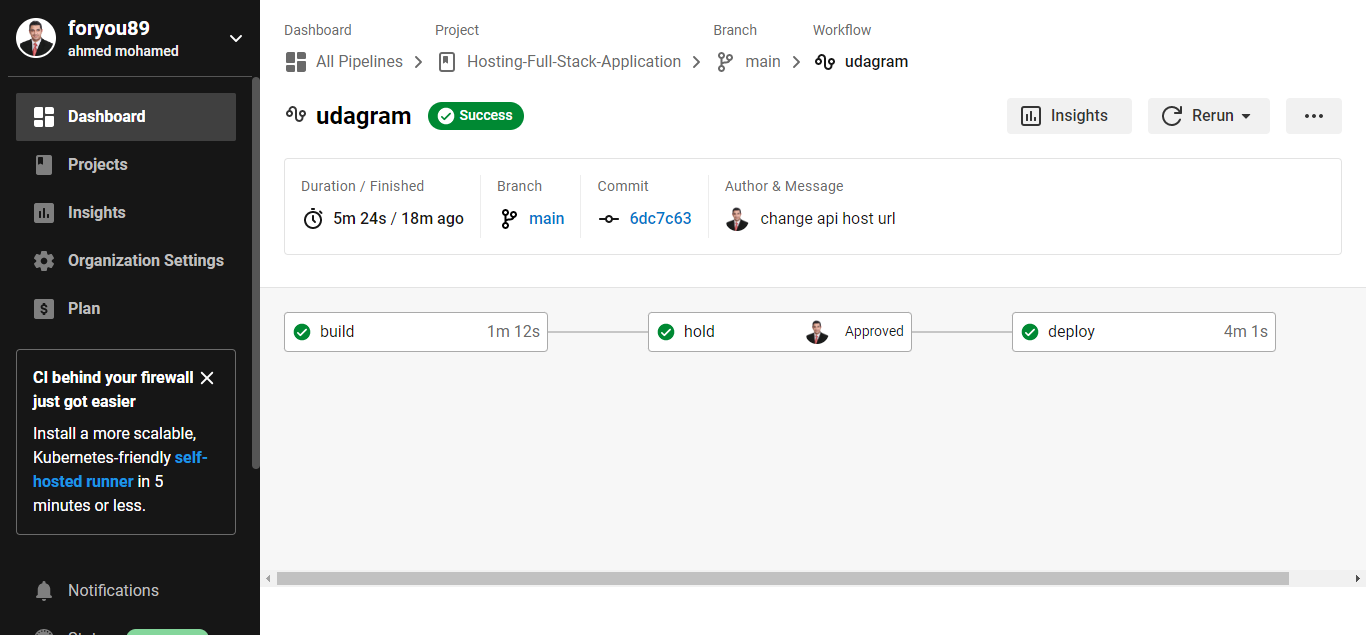 foryou89
ahmed mohamed
Dashboard
Projects
Insights
Organization Settings
Plan
CI behind your firewall
just got easier
Install a more scalable,
Kubernetes-friendly self-
hosted runner in 5
minutes or less.
Notifications
Dashboard Project Branch Workflow
All Pipelines Hosting-Full-Stack-Application main udagram
udagram Success Insights Rerun
Duration / Finished Branch Commit Author & Message
5m 24s / 18m ago main 6dc7c63 change api host url
build 1m 12s hold Approved deploy 4m 1s